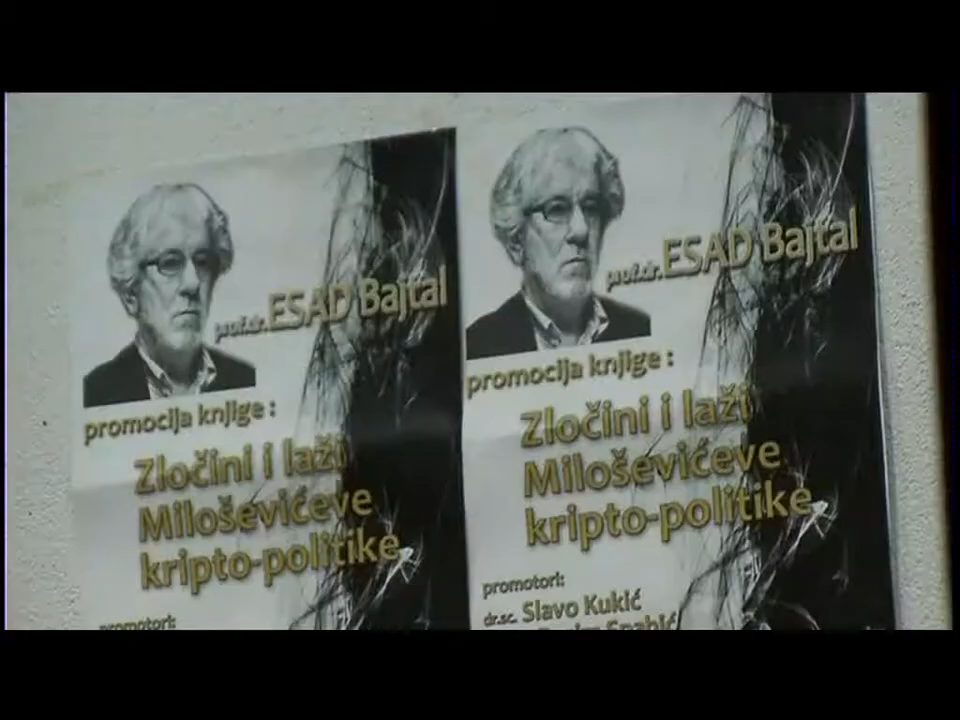 prof.dr. ESAD Bajtal
promocija knjige :
Zločini i laži
Miloševićeve
kripto-politike
promotori:
prof.dr. ESAD Bajtal
promocija knjige :
Zločini i laži
Miloševićeve
kripto-politike
promotori:
dr.sc. Slavo Kukić